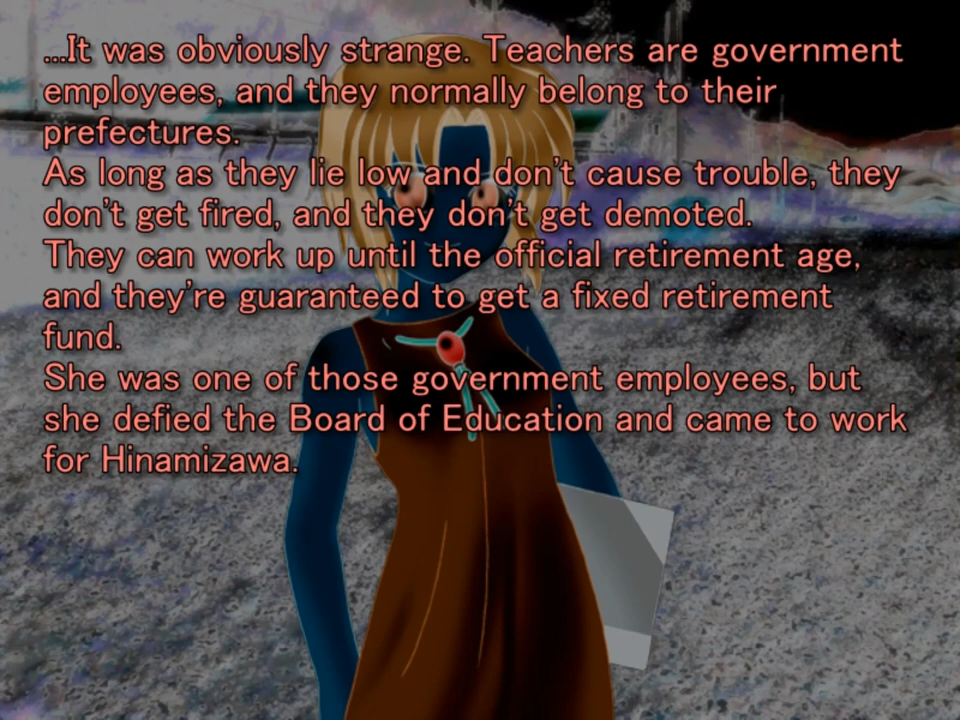 ...It was obviously strange. Teachers are government
employees, and they normally belong to their
prefectures.
As long as they lie low and don't cause trouble, they
don't get fired, and they don't get demoted.
They can work up until the official retirement age,
and they're guaranteed to get a fixed retirement
fund.
She was one of those government employees, but
she defied the Board of Education and came to work
for Hinamizawa.